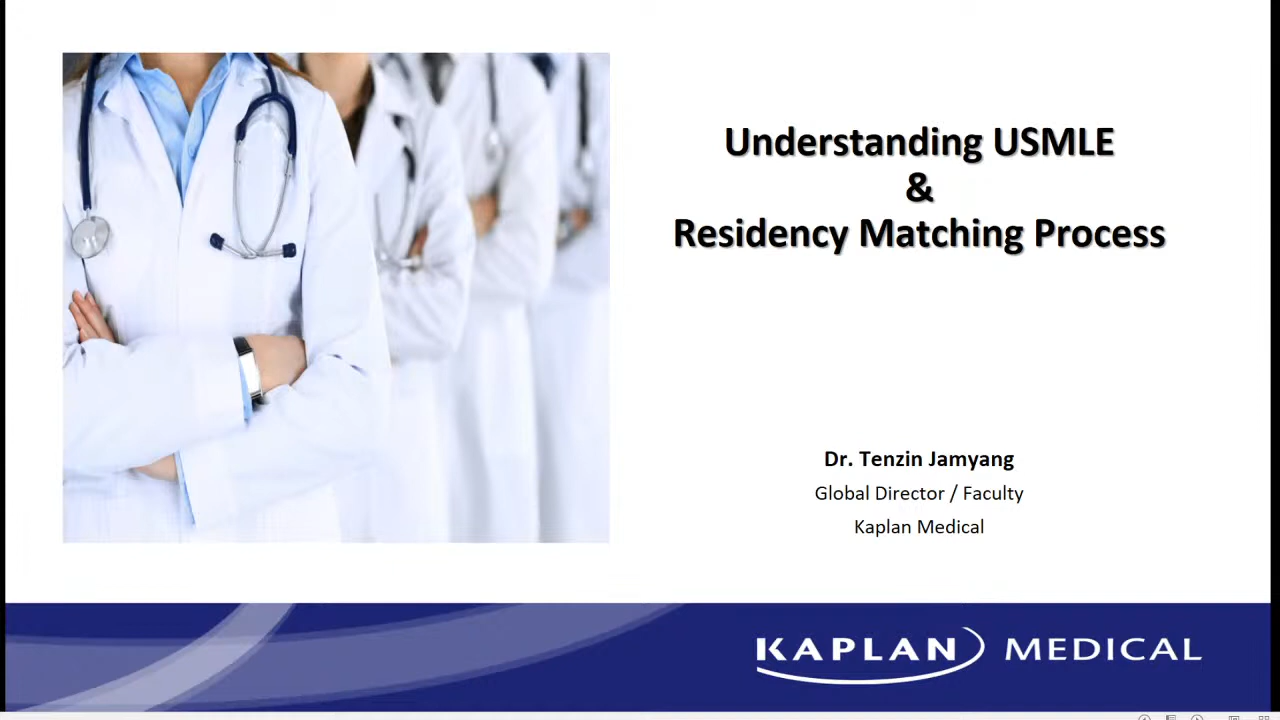 Understanding USMLE
&
Residency Matching Process
Dr. Tenzin Jamyang
Global Director / Faculty
Kaplan Medical
KAPLAN MEDICAL